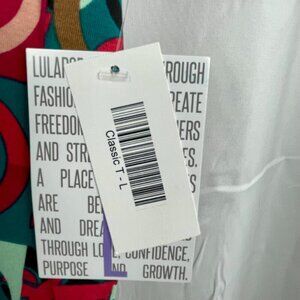 LULAROE ROUGH
FASHION EATE
FREEDOM ERS
AND STR ES,
A PLACE
ARE BE
AND DREA
THROUGH LO CONFIDENCE,
PURPOSE AND GROWTH.
L
Classic T - L